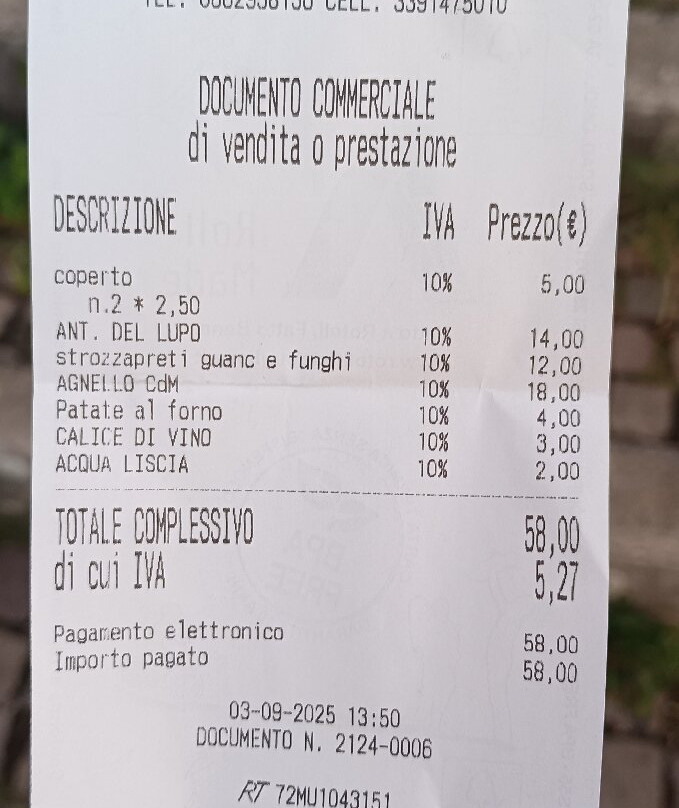 TEL. 0862956130 CELL. 3391475010
DOCUMENTO COMMERCIALE
di vendita o prestazione
DESCRIZIONE IVA Prezzo(€)
coperto 10% 5,00
n.2 * 2,50
ANT. DEL LUPO 10% 14,00
strozzapreti guanc e funghi 10% 12,00
AGNELLO CdM 10% 18,00
Patate al forno 10% 4,00
CALICE DI VINO 10% 3,00
ACQUA LISCIA 10% 2,00
TOTALE COMPLESSIVO 58,00
di cui IVA 5,27
Pagamento elettronico 58,00
Importo pagato 58,00
03-09-2025 13:50
DOCUMENTO N. 2124-0006
RT 72MU1043151